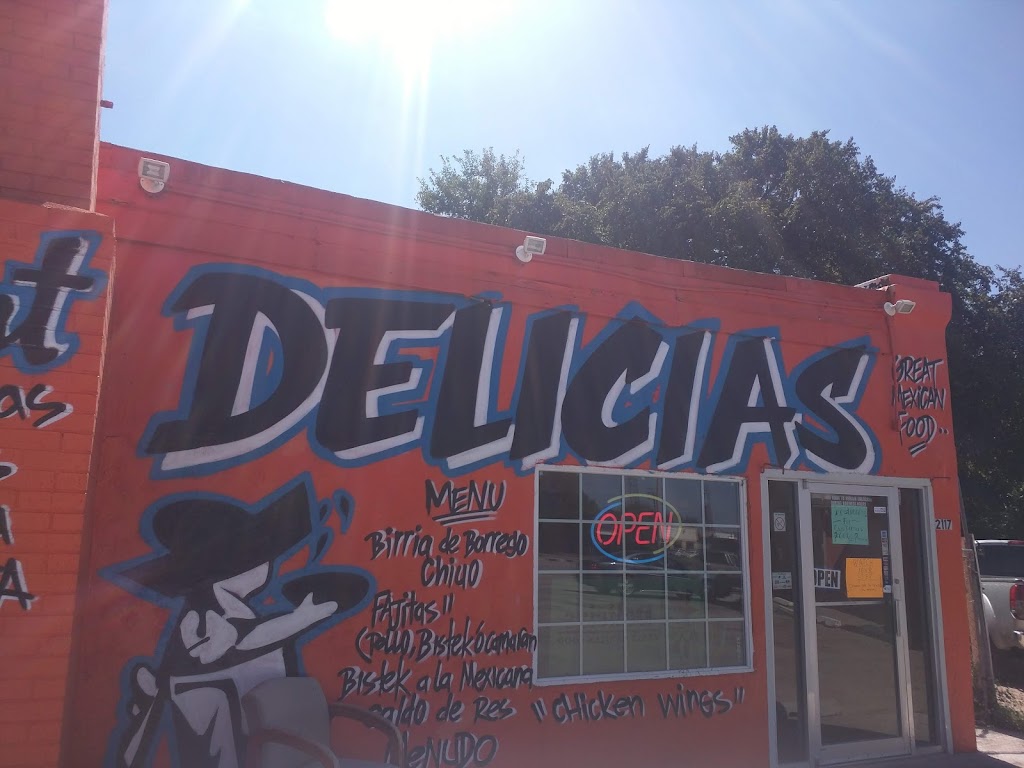 DELICIAS
GREAT
MEXICAN
FOOD..
MENU
Birria de Borrego
Chivo
Fajitas"
(Pollo, Bistek ó camaron
Bistek a la Mexicana
caldo de Res "CHicken WiNGS"
MENUDO
OPEN
OPEN
2117